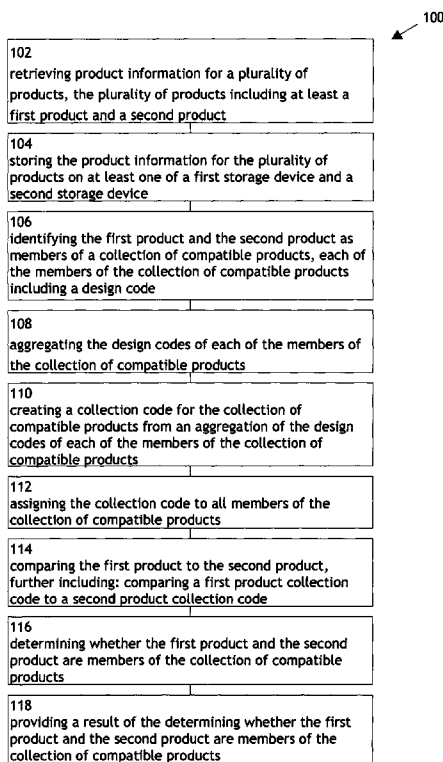 100
102
retrieving product information for a plurality of
products, the plurality of products including at least a
first product and a second product
104
storing the product information for the plurality of
products on at least one of a first storage device and a
second storage device
106
identifying the first product and the second product as
members of a collection of compatible products, each of
the members of the collection of compatible products
including a design code
108
aggregating the design codes of each of the members of
the collection of compatible products
110
creating a collection code for the collection of
compatible products from an aggregation of the design
codes of each of the members of the collection of
compatible products
112
assigning the collection code to all members of the
collection of compatible products
114
comparing the first product to the second product,
further including: comparing a first product collection
code to a second product collection code
116
determining whether the first product and the second
product are members of the collection of compatible
products
118
providing a result of the determining whether the first
product and the second product are members of the
collection of compatible products